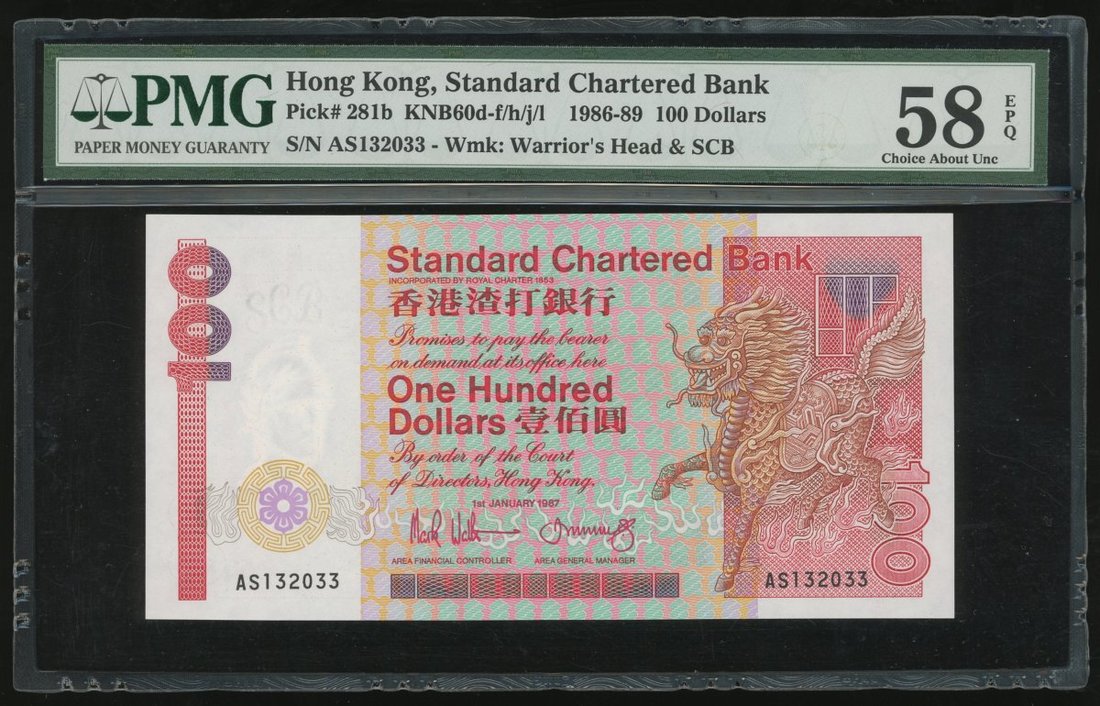 PMG
PAPER MONEY GUARANTY
Hong Kong, Standard Chartered Bank
Pick# 281b KNB60d-f/h/j/l 1986-89 100 Dollars
S/N AS132033 - Wmk: Warrior's Head & SCB
58
EPQ
Choice About Unc
100
Standard Chartered Bank
INCORPORATED BY ROYAL CHARTER 1853
香港渣打銀行
Promises to pay the bearer
on demand at its office here
One Hundred
Dollars 壹佰圓
By order of the Court
of Directors, Hong Kong.
1st JANUARY 1987
Mark
AREA FINANCIAL CONTROLLER AREA GENERAL MANAGER
AS132033 AS132033
100